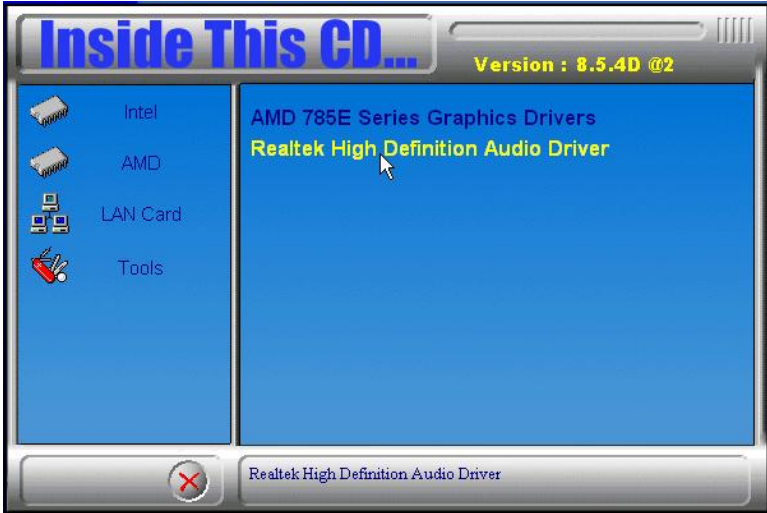 Inside This CD...
Version : 8.5.4D @2
Intel
AMD
LAN Card
Tools
AMD 785E Series Graphics Drivers
Realtek High Definition Audio Driver
Realtek High Definition Audio Driver